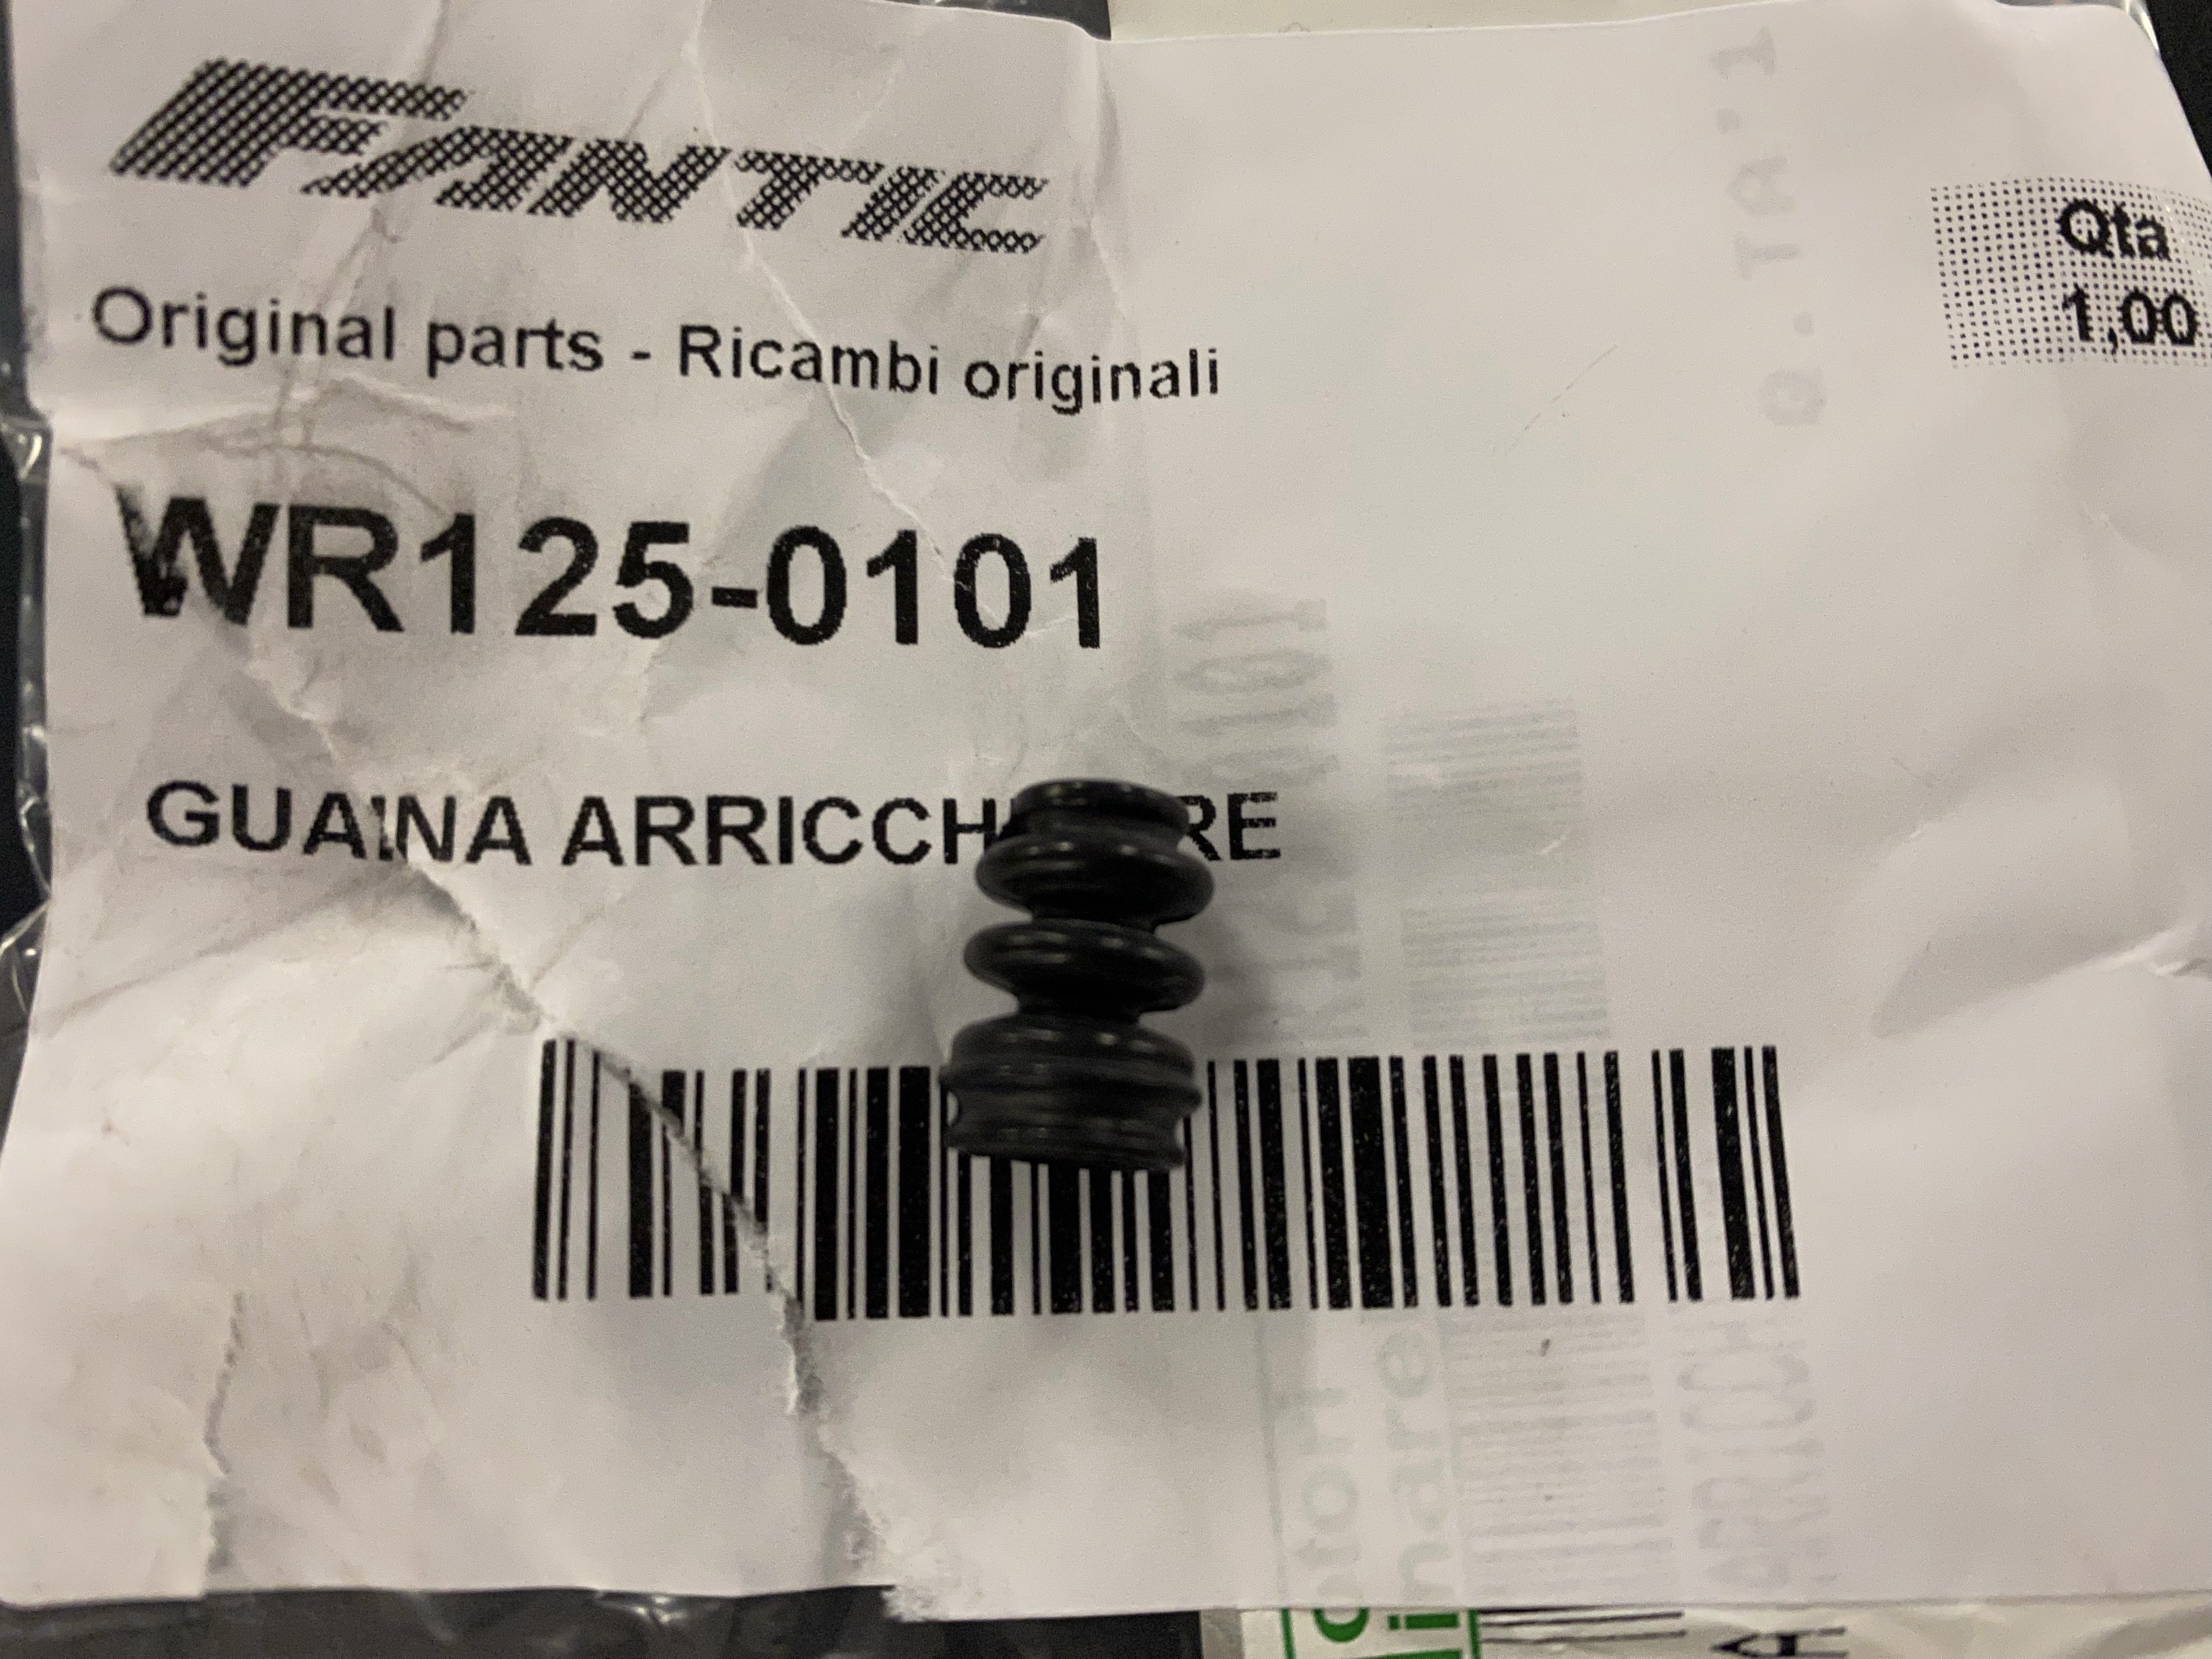 FANTIC
Qta
1,00
Original parts - Ricambi originali
WR125-0101
GUAINA ARRICCH RE